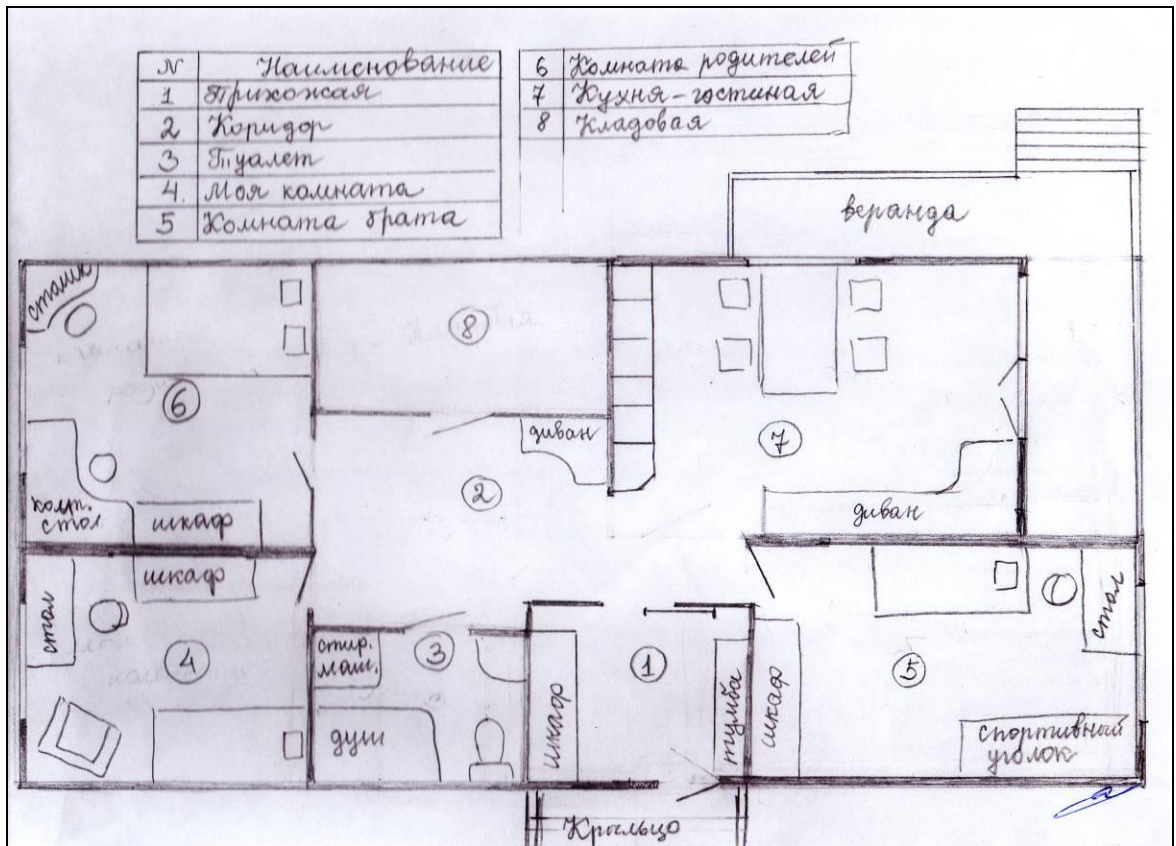 N Наименование
1 Прихожая
2 Коридор
3 Туалет
4. Моя комната
5 Комната брата
6 Комната родителей
7 Кухня-гостиная
8 Кладовая
веранда
столик
8
6
диван
7
2
комп.
стол
шкаф
диван
шкаф
стол
стол
4
стир.
маш.
3
1
5
шкаф
тумба
шкаф
душ
спортивный
уголок
Крыльцо